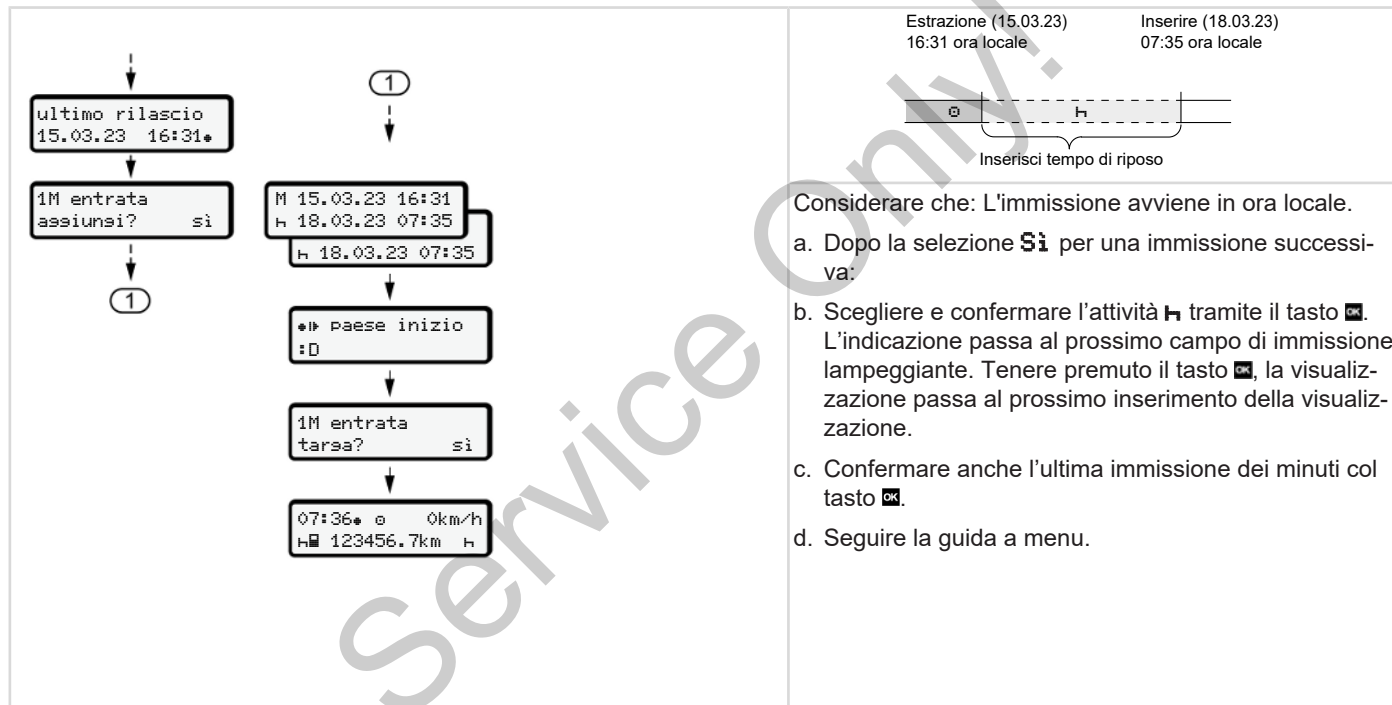 ultimo rilascio
15.03.23 16:31
1M entrata
aggiungi? sì
1
1
M 15.03.23 16:31
18.03.23 07:35
18.03.23 07:35
paese inizio
:D
1M entrata
targa? sì
07:36 0km/h
123456.7km
Estrazione (15.03.23)
16:31 ora locale
Inserire (18.03.23)
07:35 ora locale
Inserisci tempo di riposo
Considerare che: L'immissione avviene in ora locale.
a. Dopo la selezione Sì per una immissione successi-
va:
b. Scegliere e confermare l’attività tramite il tasto OK.
L'indicazione passa al prossimo campo di immissione
lampeggiante. Tenere premuto il tasto OK, la visualiz-
zazione passa al prossimo inserimento della visualiz-
zazione.
c. Confermare anche l’ultima immissione dei minuti col
tasto OK.
d. Seguire la guida a menu.
Service Only!